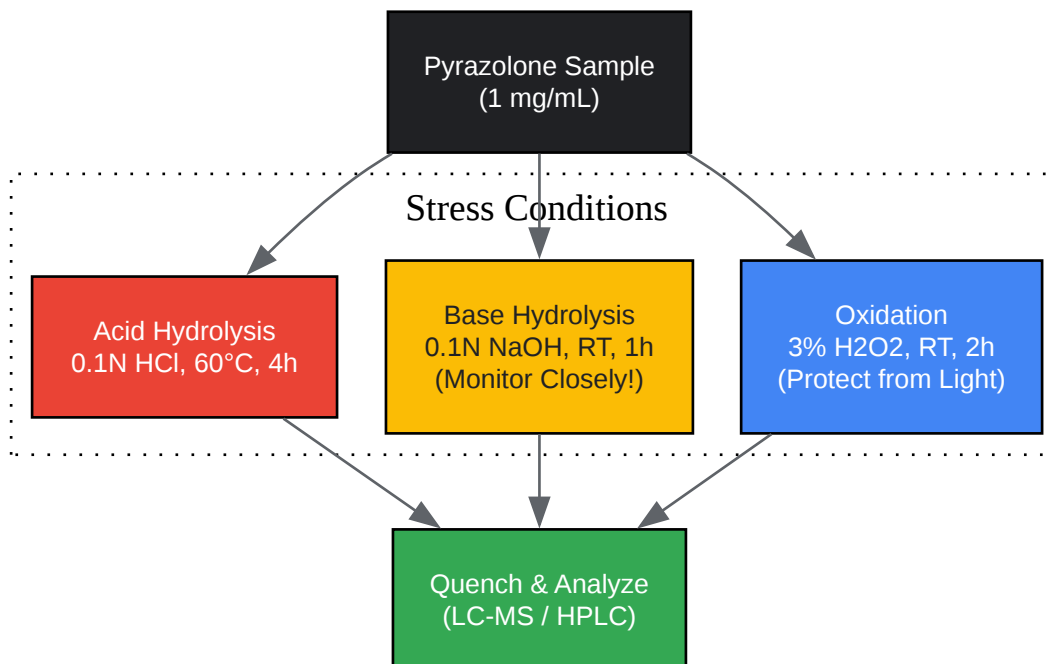 Pyrazolone Sample
(1 mg/mL)
Stress Conditions
Acid Hydrolysis
0.1N HCl, 60°C, 4h
Base Hydrolysis
0.1N NaOH, RT, 1h
(Monitor Closely!)
Oxidation
3% H2O2, RT, 2h
(Protect from Light)
Quench & Analyze
(LC-MS / HPLC)